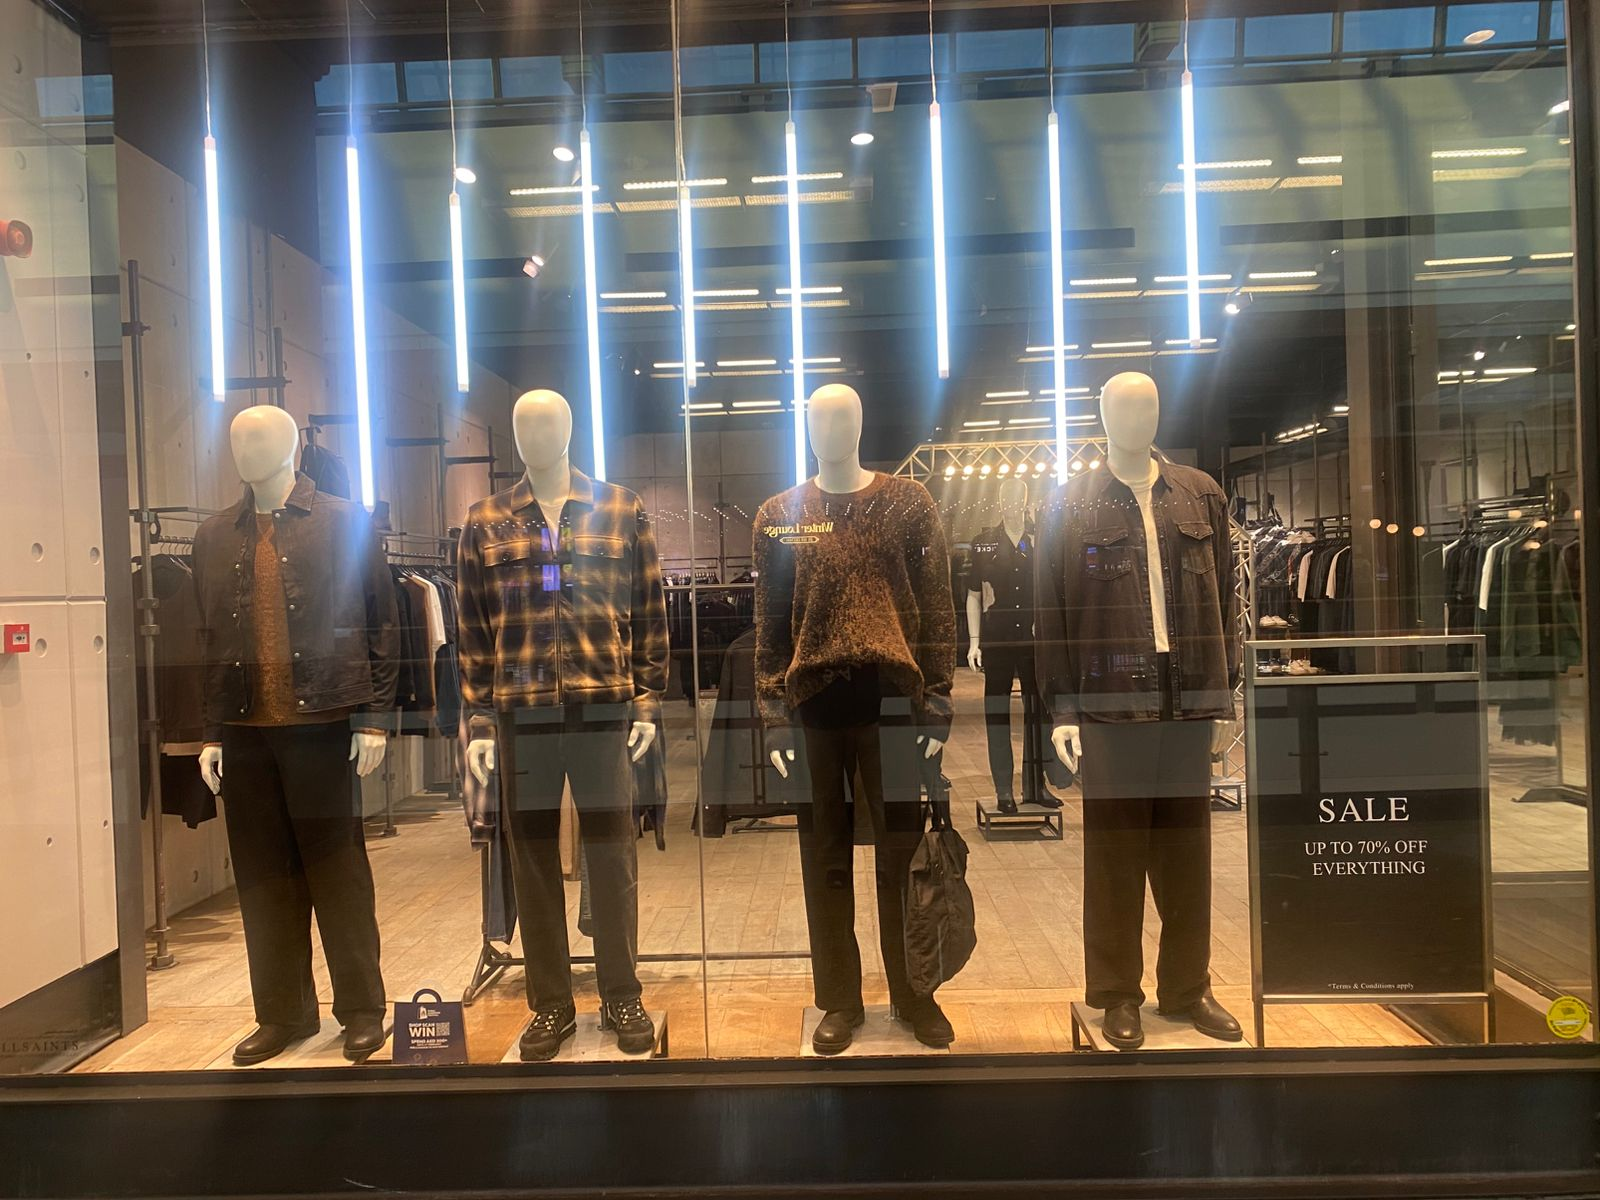 Winter Lounge
SALE
UP TO 70% OFF
EVERYTHING
*Terms & Conditions apply
SHOP SCAN
WIN
LLSAINTS